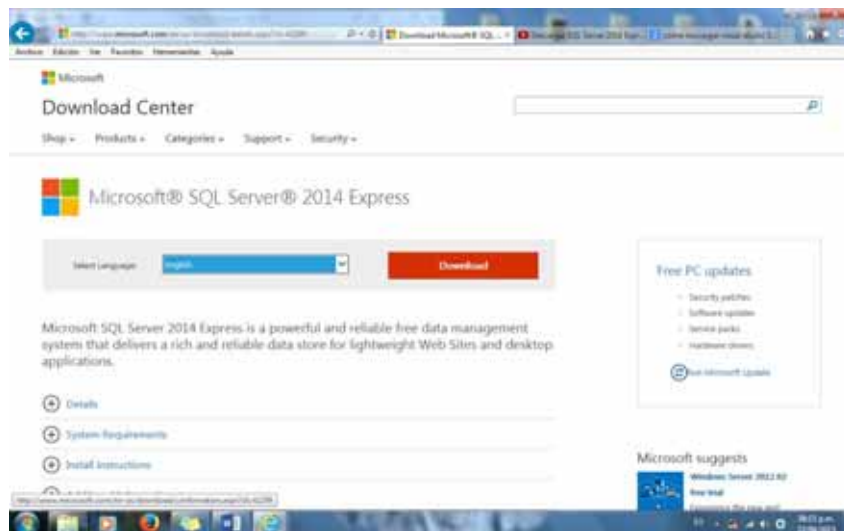 Download Microsoft® SQL
Archivo Edición Ver Favoritos Herramientas Ayuda
Microsoft
Download Center
Shop Products Categories Support Security
Microsoft® SQL Server® 2014 Express
Select Language: English Download
Microsoft SQL Server 2014 Express is a powerful and reliable free data management
system that delivers a rich and reliable data store for lightweight Web Sites and desktop
applications.
Details
System Requirements
Install Instructions
Free PC updates
Security patches
Software updates
Service packs
Hardware drivers
Run Microsoft Update
Microsoft suggests
Windows Server 2012 R2
free trial